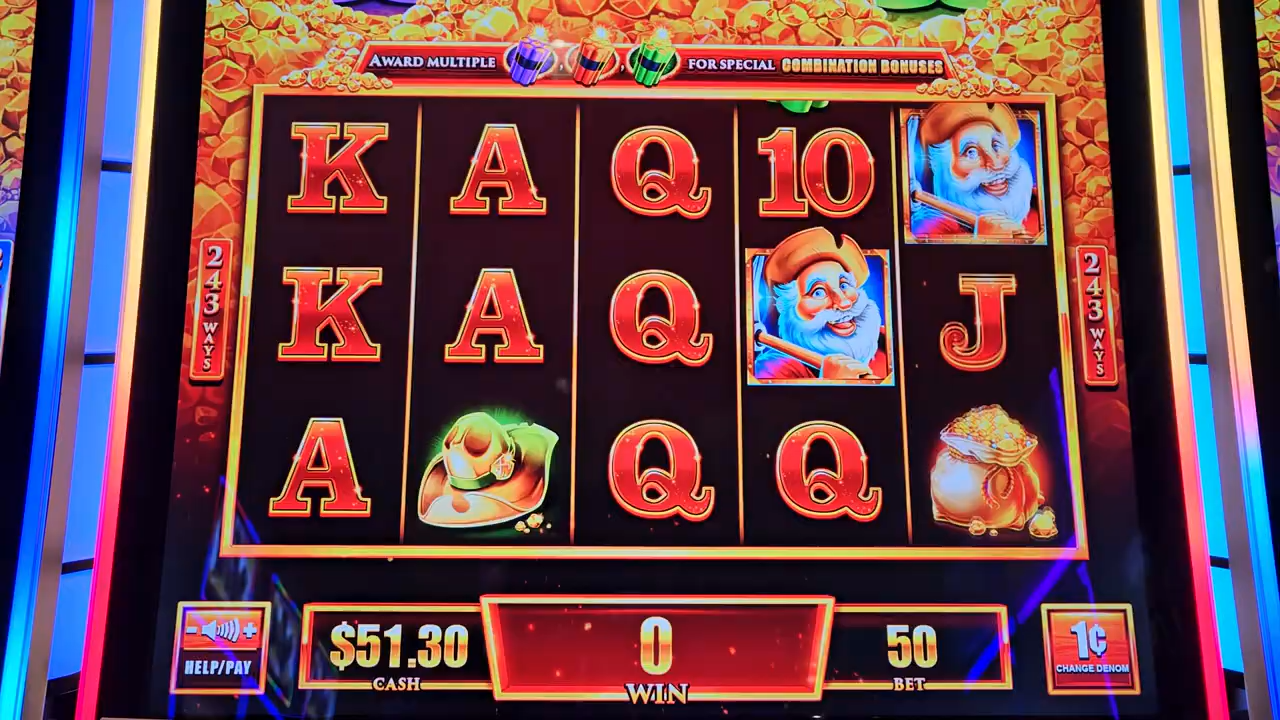 AWARD MULTIPLE , , FOR SPECIAL COMBINATION BONUSES
K A Q 10
K A Q J
A Q Q
243 WAYS
243 WAYS
- +
HELP/PAY
$51.30
CASH
0
WIN
50
BET
1¢
CHANGE DENOM